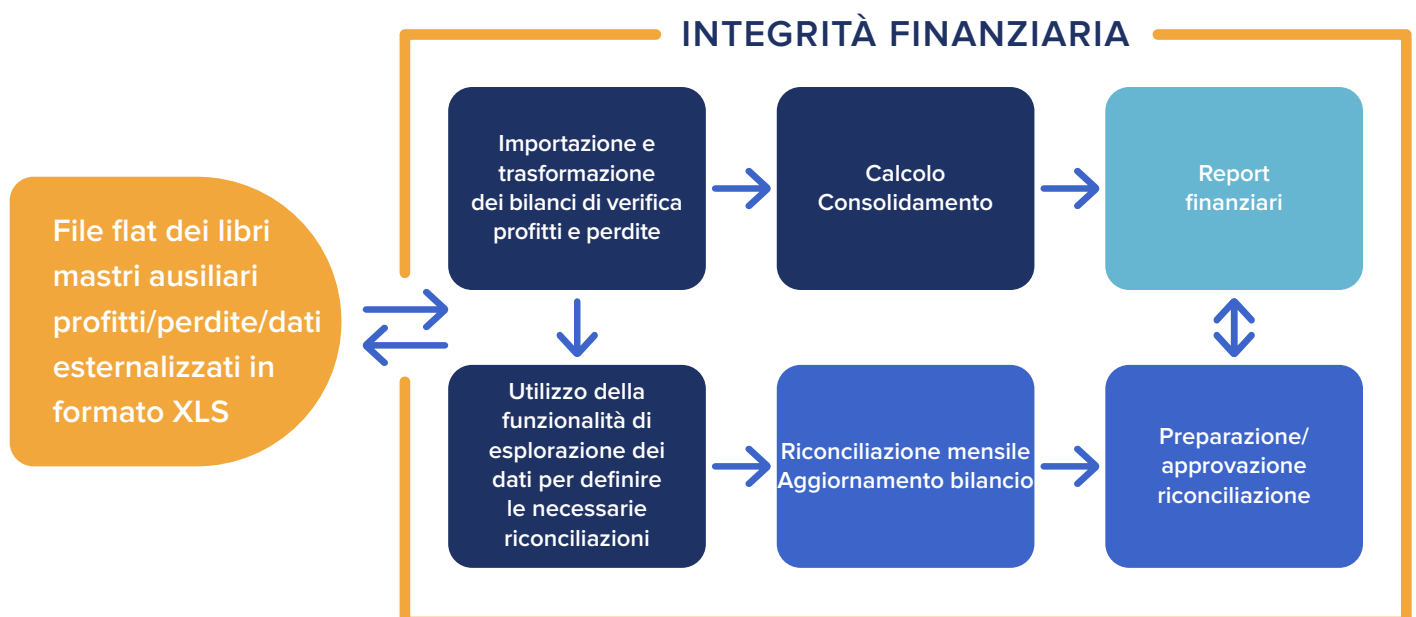 INTEGRITÀ FINANZIARIA
File flat dei libri
mastri ausiliari
profitti/perdite/dati
esternalizzati in
formato XLS
Importazione e
trasformazione
dei bilanci di verifica
profitti e perdite
Calcolo
Consolidamento
Report
finanziari
Utilizzo della
funzionalità di
esplorazione dei
dati per definire
le necessarie
riconciliazioni
Riconciliazione mensile
Aggiornamento bilancio
Preparazione/
approvazione
riconciliazione